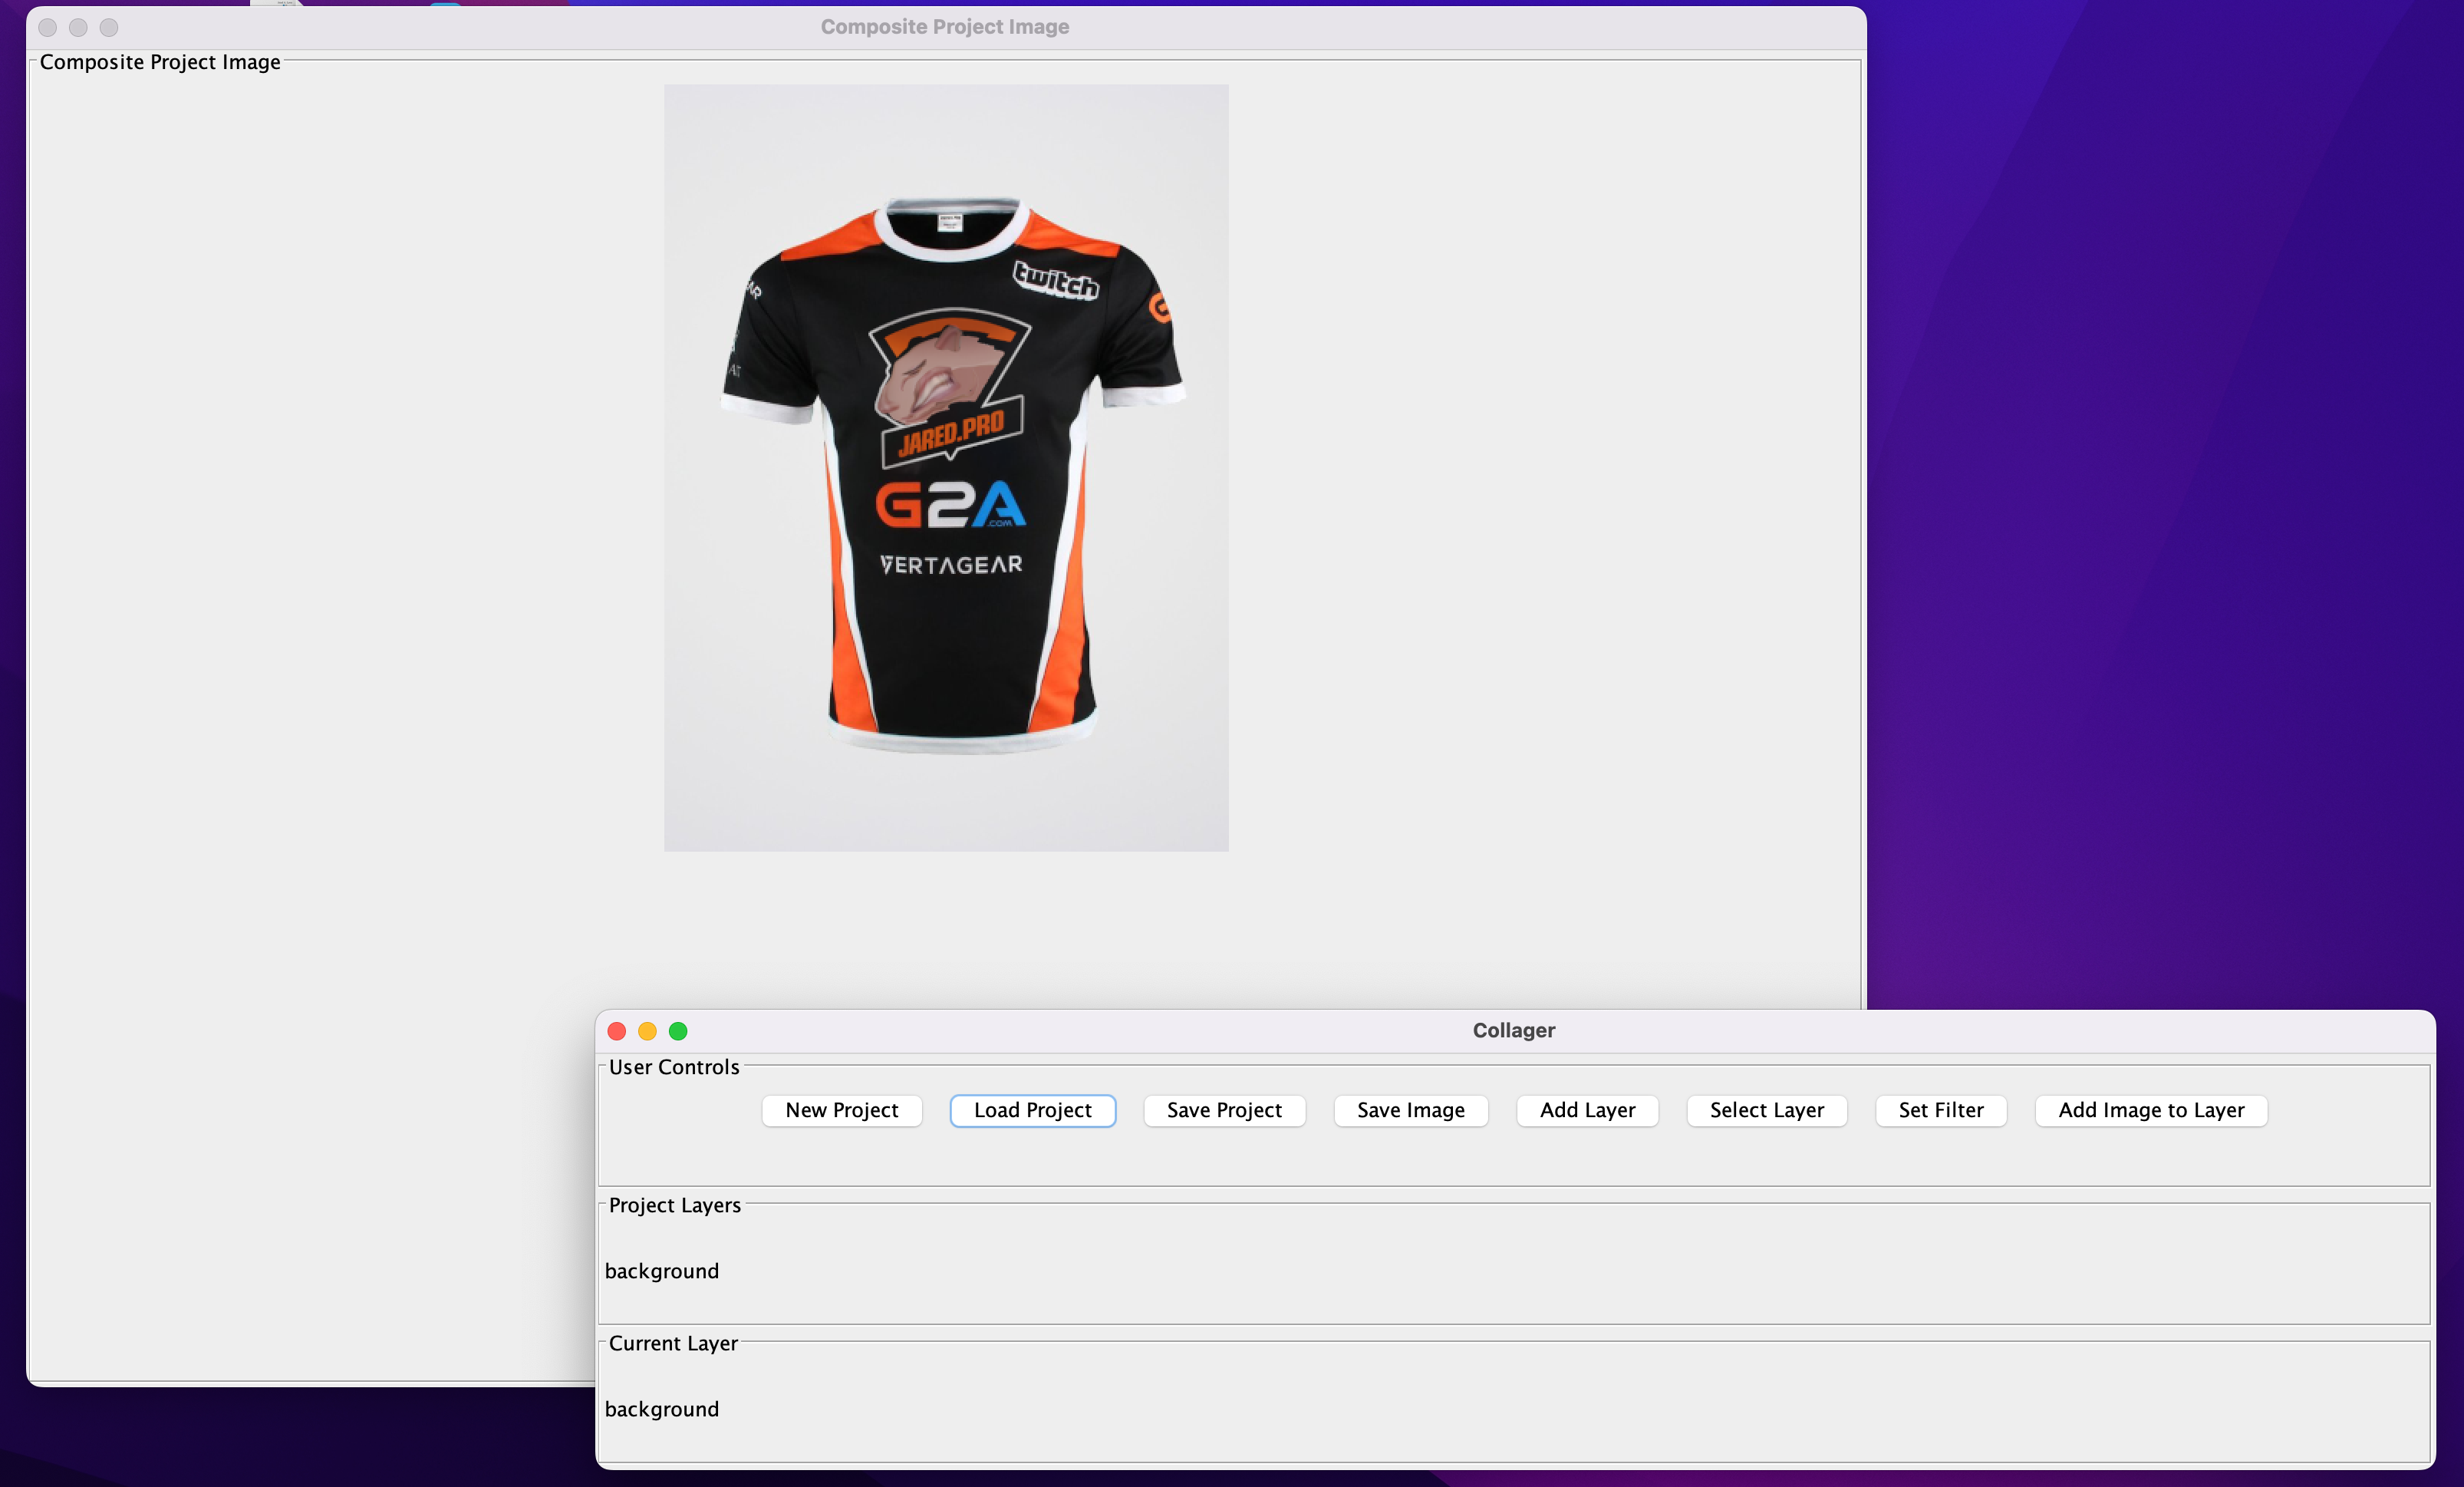 Composite Project Image
Composite Project Image
twitch
JARED.PRO
G2A
.COM
VERTAGEAR
G
Collager
User Controls
New Project Load Project Save Project Save Image Add Layer Select Layer Set Filter Add Image to Layer
Project Layers
background
Current Layer
background